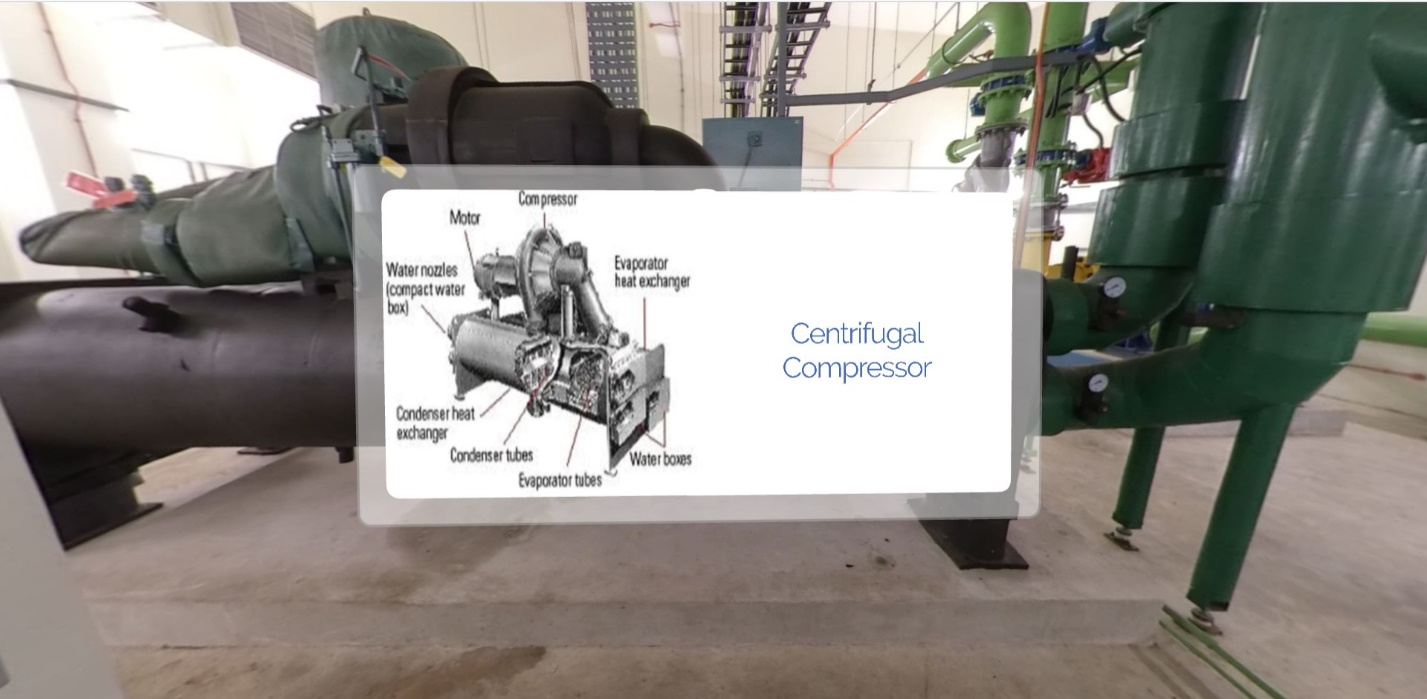 Compressor
Motor
Water nozzles
(compact water
box)
Evaporator
heat exchanger
Centrifugal
Compressor
Condenser heat
exchanger
Condenser tubes
Evaporator tubes
Water boxes